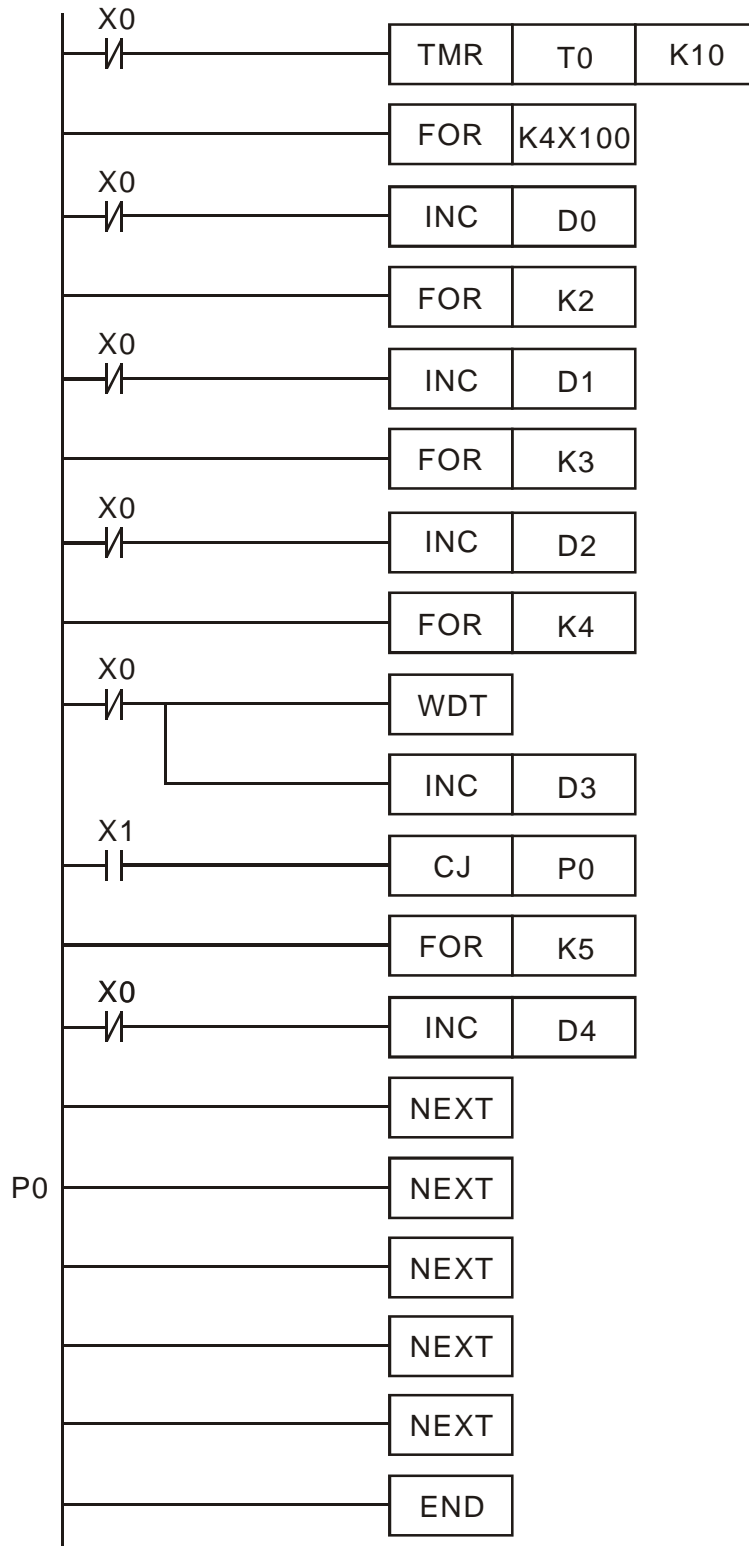 X0
TMR T0 K10
FOR K4X100
X0
INC D0
FOR K2
X0
INC D1
FOR K3
X0
INC D2
FOR K4
X0
WDT
INC D3
X1
CJ P0
FOR K5
X0
INC D4
NEXT
P0 NEXT
NEXT
NEXT
NEXT
END